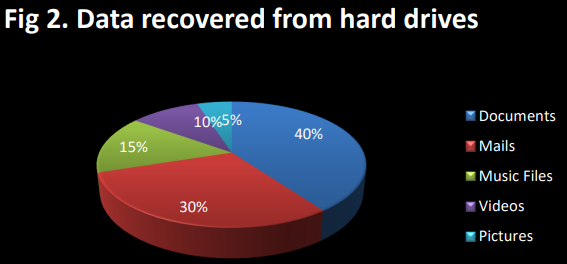 Fig 2. Data recovered from hard drives
10%
5%
40%
15%
30%
Documents
Mails
Music Files
Videos
Pictures